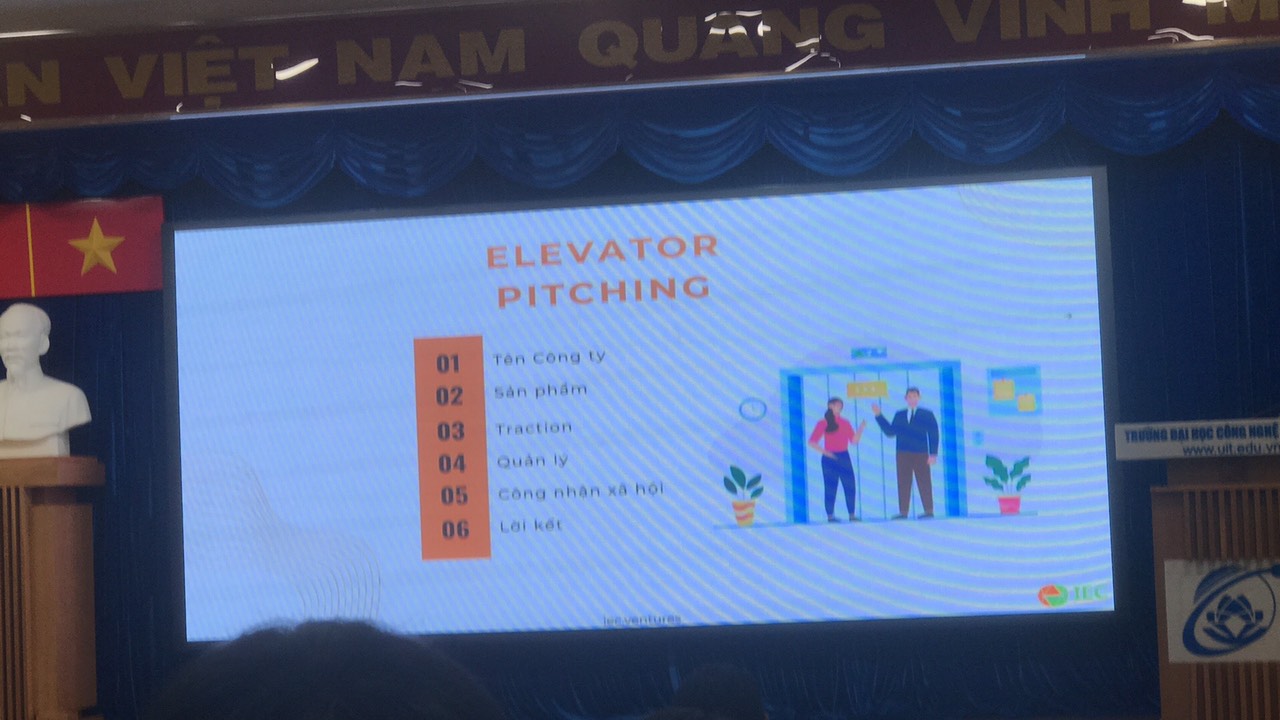 VIỆT NAM QUANG VINH M
ELEVATOR
PITCHING
01 Tên Công ty
02 Sản phẩm
03 Traction
04 Quản lý
05 Công nhận xã hội
06 Lời kết
IEC
iecventures
TRƯỜNG ĐẠI HỌC CÔNG NGHỆ
www.uit.edu.vn